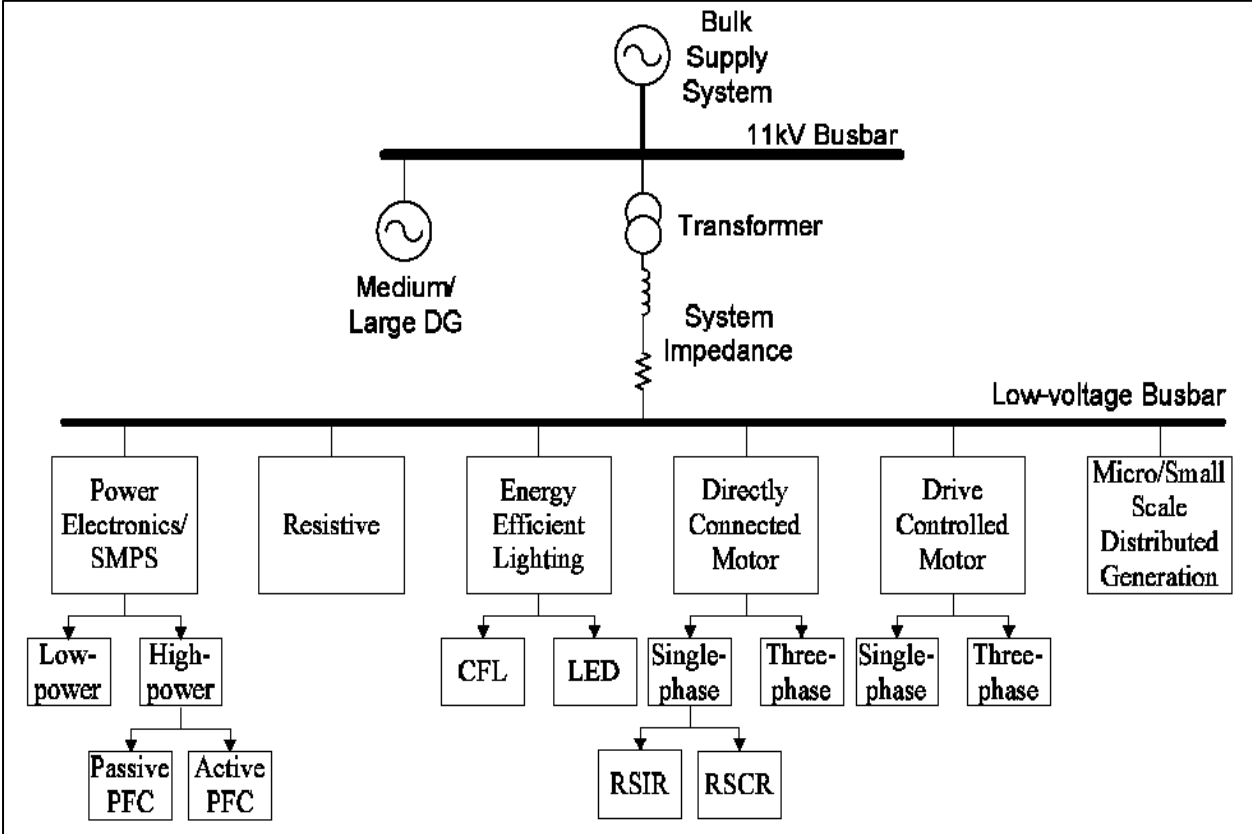 Bulk
Supply
System
11kV Busbar
Transformer
Medium/
Large DG
System
Impedance
Low-voltage Busbar
Power
Electronics/
SMPS
Resistive
Energy
Efficient
Lighting
Directly
Connected
Motor
Drive
Controlled
Motor
Micro/Small
Scale
Distributed
Generation
Low-
power
High-
power
CFL
LED
Single-
phase
Three-
phase
Single-
phase
Three-
phase
Passive
PFC
Active
PFC
RSIR
RSCR